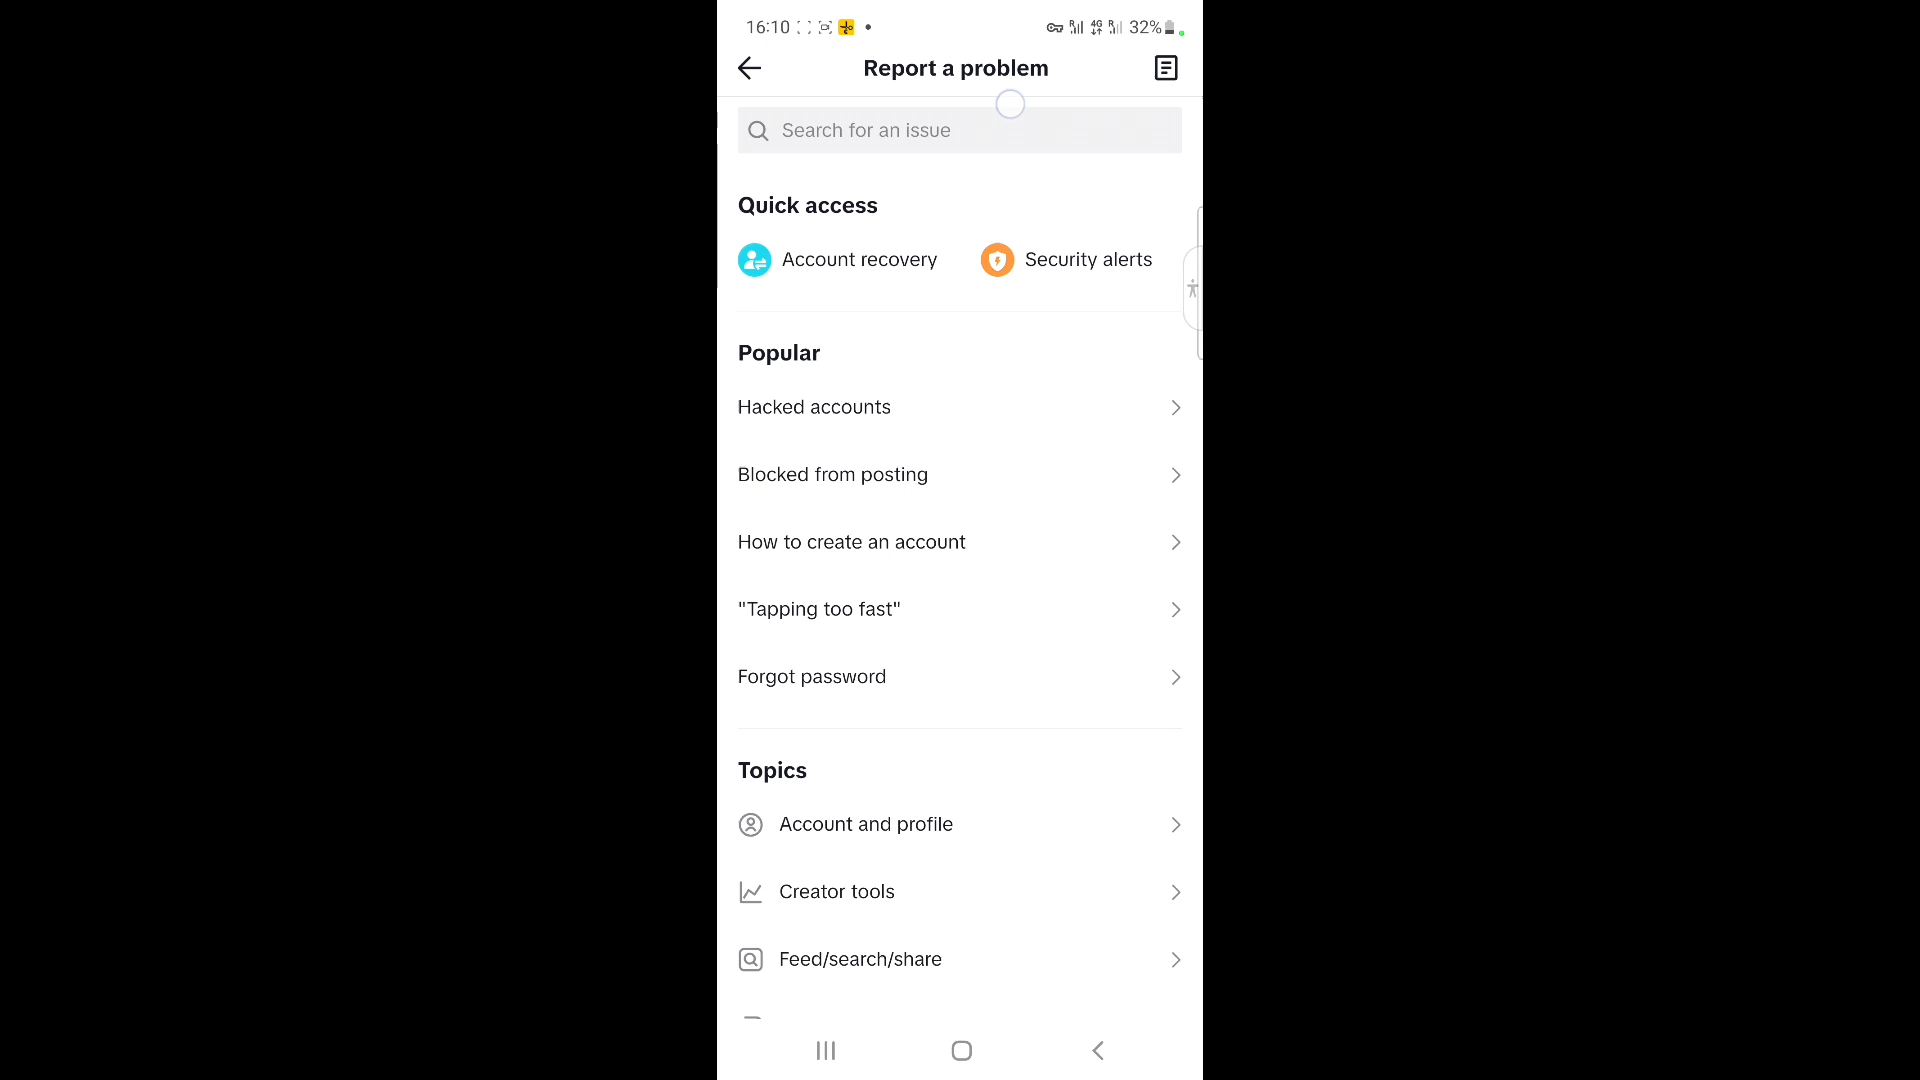 16:10 32%
Report a problem
Search for an issue
Quick access
Account recovery Security alerts
Popular
Hacked accounts
Blocked from posting
How to create an account
"Tapping too fast"
Forgot password
Topics
Account and profile
Creator tools
Feed/search/share